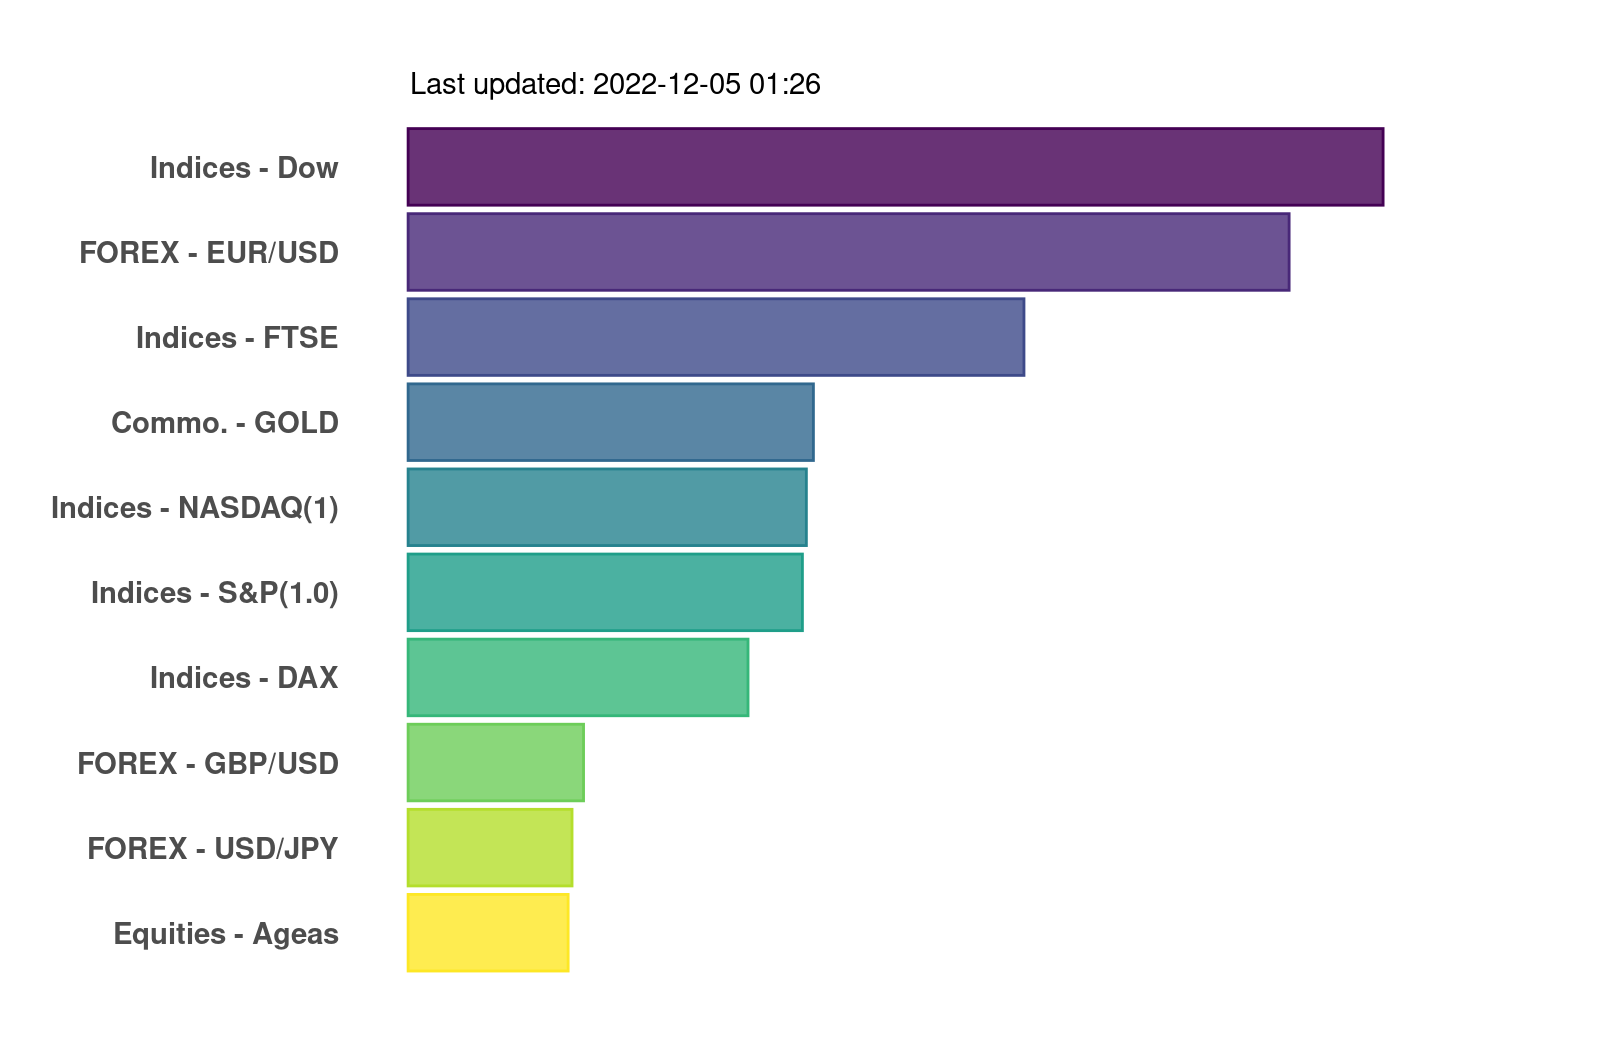 Last updated: 2022-12-05 01:26
Indices - Dow
FOREX - EUR/USD
Indices - FTSE
Commo. - GOLD
Indices - NASDAQ(1)
Indices - S&P(1.0)
Indices - DAX
FOREX - GBP/USD
FOREX - USD/JPY
Equities - Ageas